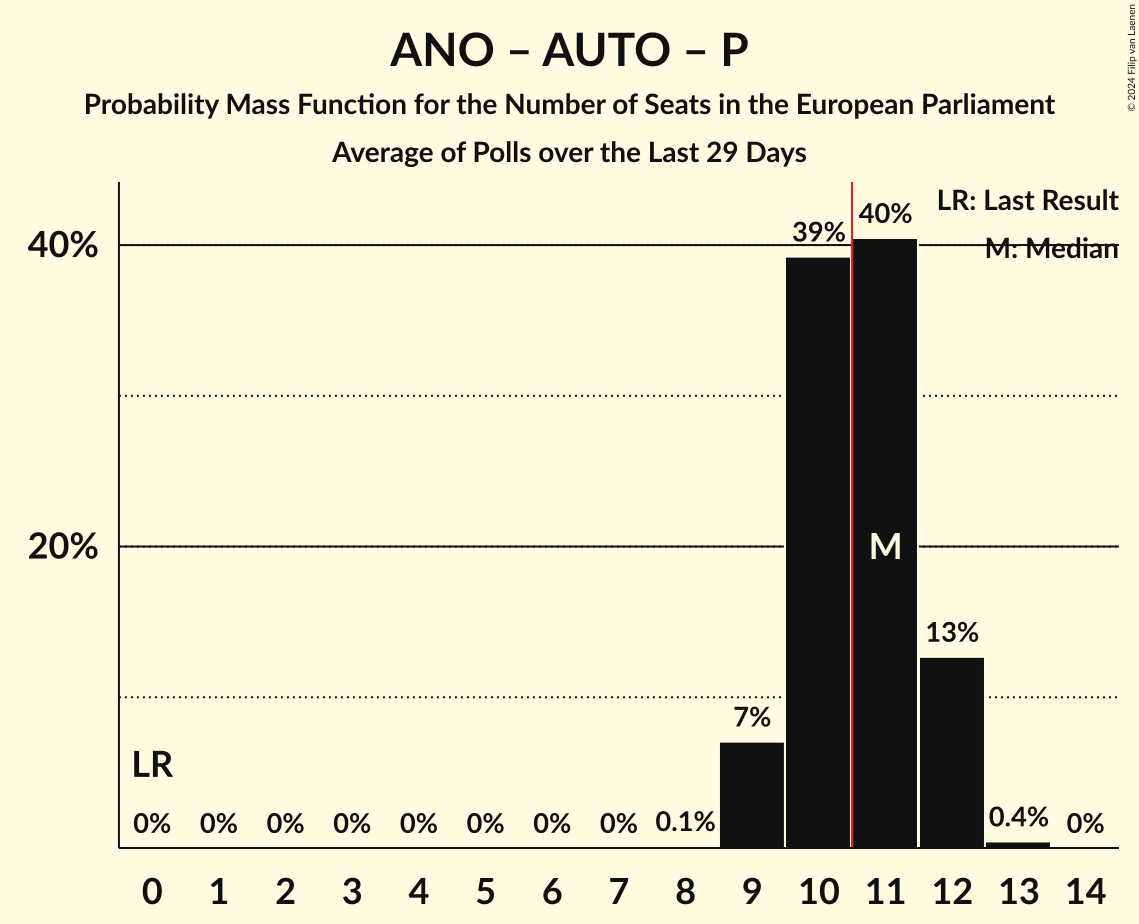 ANO – AUTO – P
Probability Mass Function for the Number of Seats in the European Parliament
Average of Polls over the Last 29 Days
© 2024 Filip van Laenen
LR: Last Result
M: Median
40%
20%
39%
40%
M
13%
7%
LR
0% 0% 0% 0% 0% 0% 0% 0% 0.1% 0.4% 0%
0 1 2 3 4 5 6 7 8 9 10 11 12 13 14